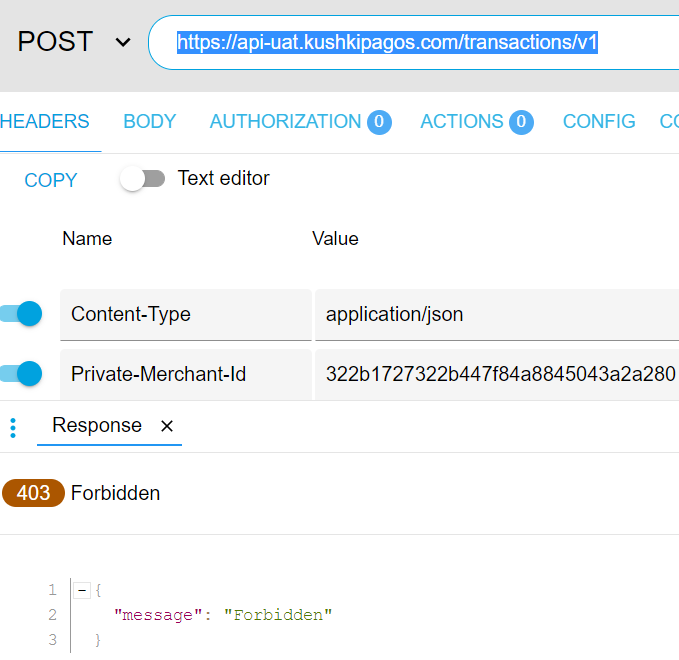 POST https://api-uat.kushkipagos.com/transactions/v1
HEADERS BODY AUTHORIZATION 0 ACTIONS 0 CONFIG CO
COPY Text editor
Name Value
Content-Type application/json
Private-Merchant-Id 322b1727322b447f84a8845043a2a280
Response ×
403 Forbidden
1 {
2 "message": "Forbidden"
3 }